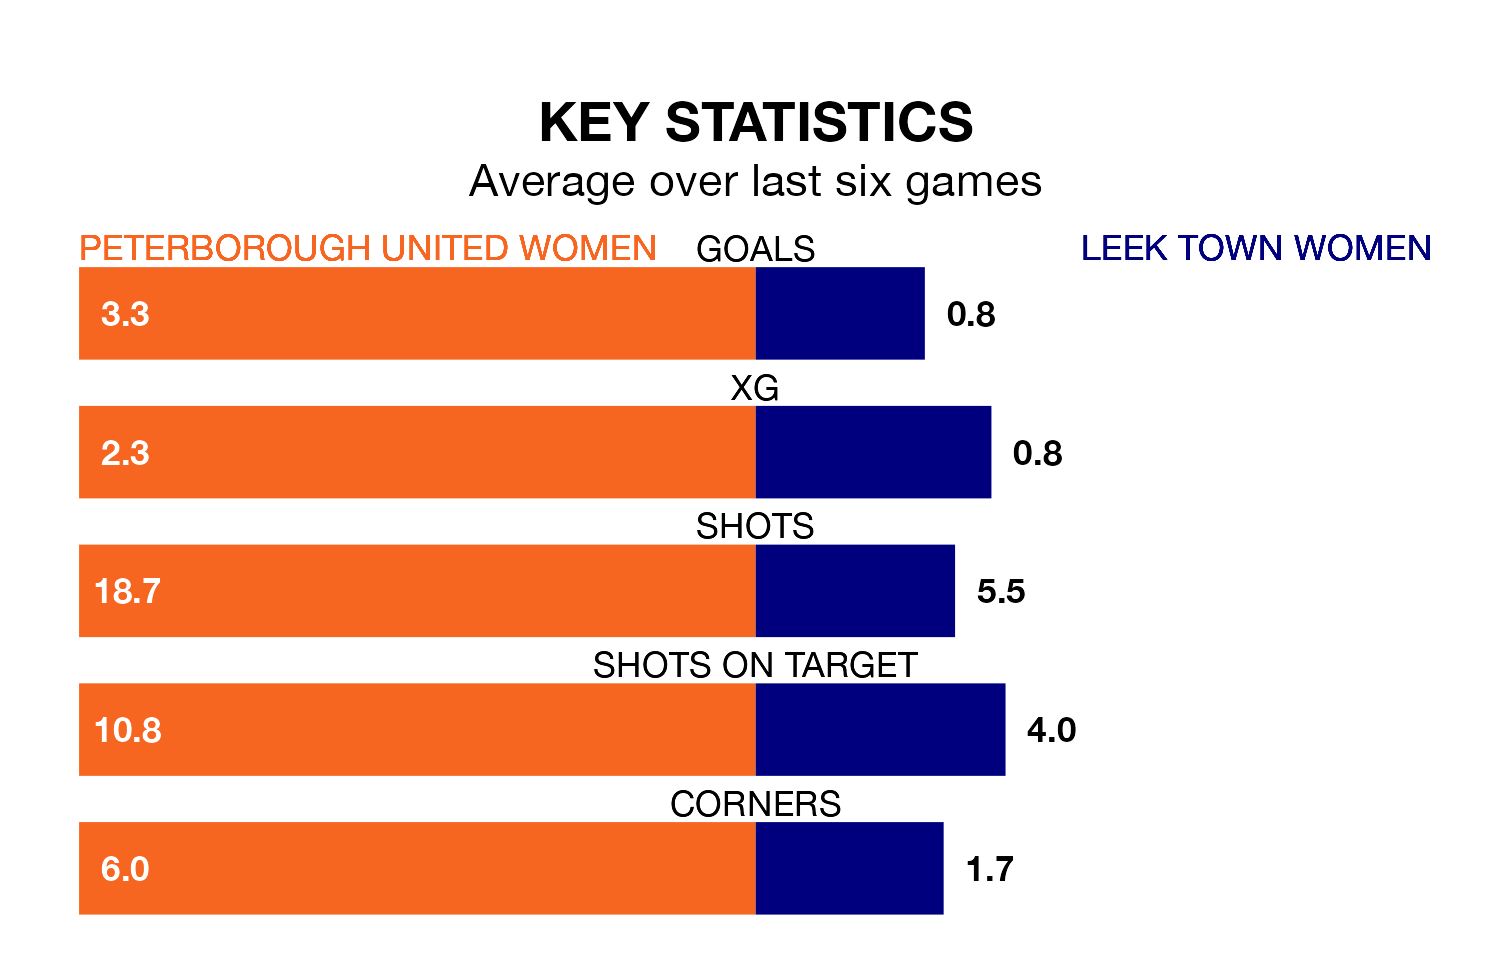 KEY STATISTICS
Average over last six games
PETERBOROUGH UNITED WOMEN GOALS LEEK TOWN WOMEN
3.3 0.8
XG
2.3 0.8
SHOTS
18.7 5.5
SHOTS ON TARGET
10.8 4.0
CORNERS
6.0 1.7